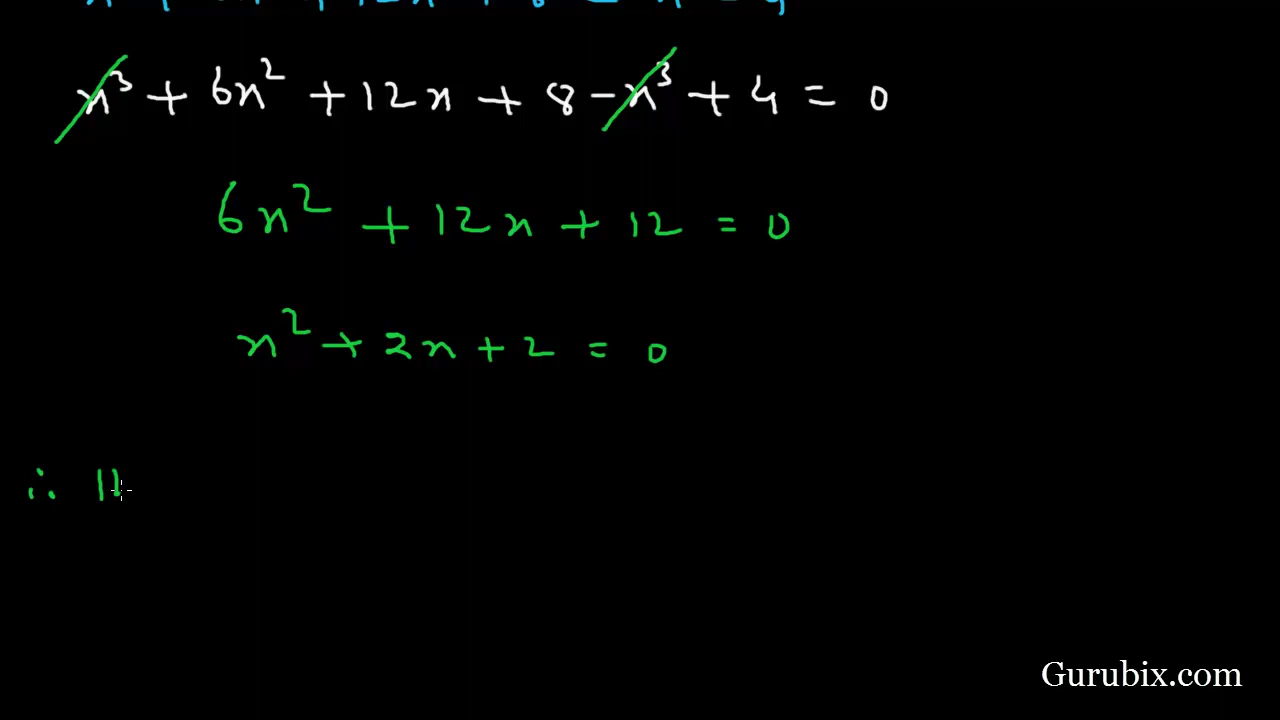 x³ + 6x² + 12x + 8 - x³ + 4 = 0
6x² + 12x + 12 = 0
x² + 2x + 2 = 0
∴
Gurubix.com